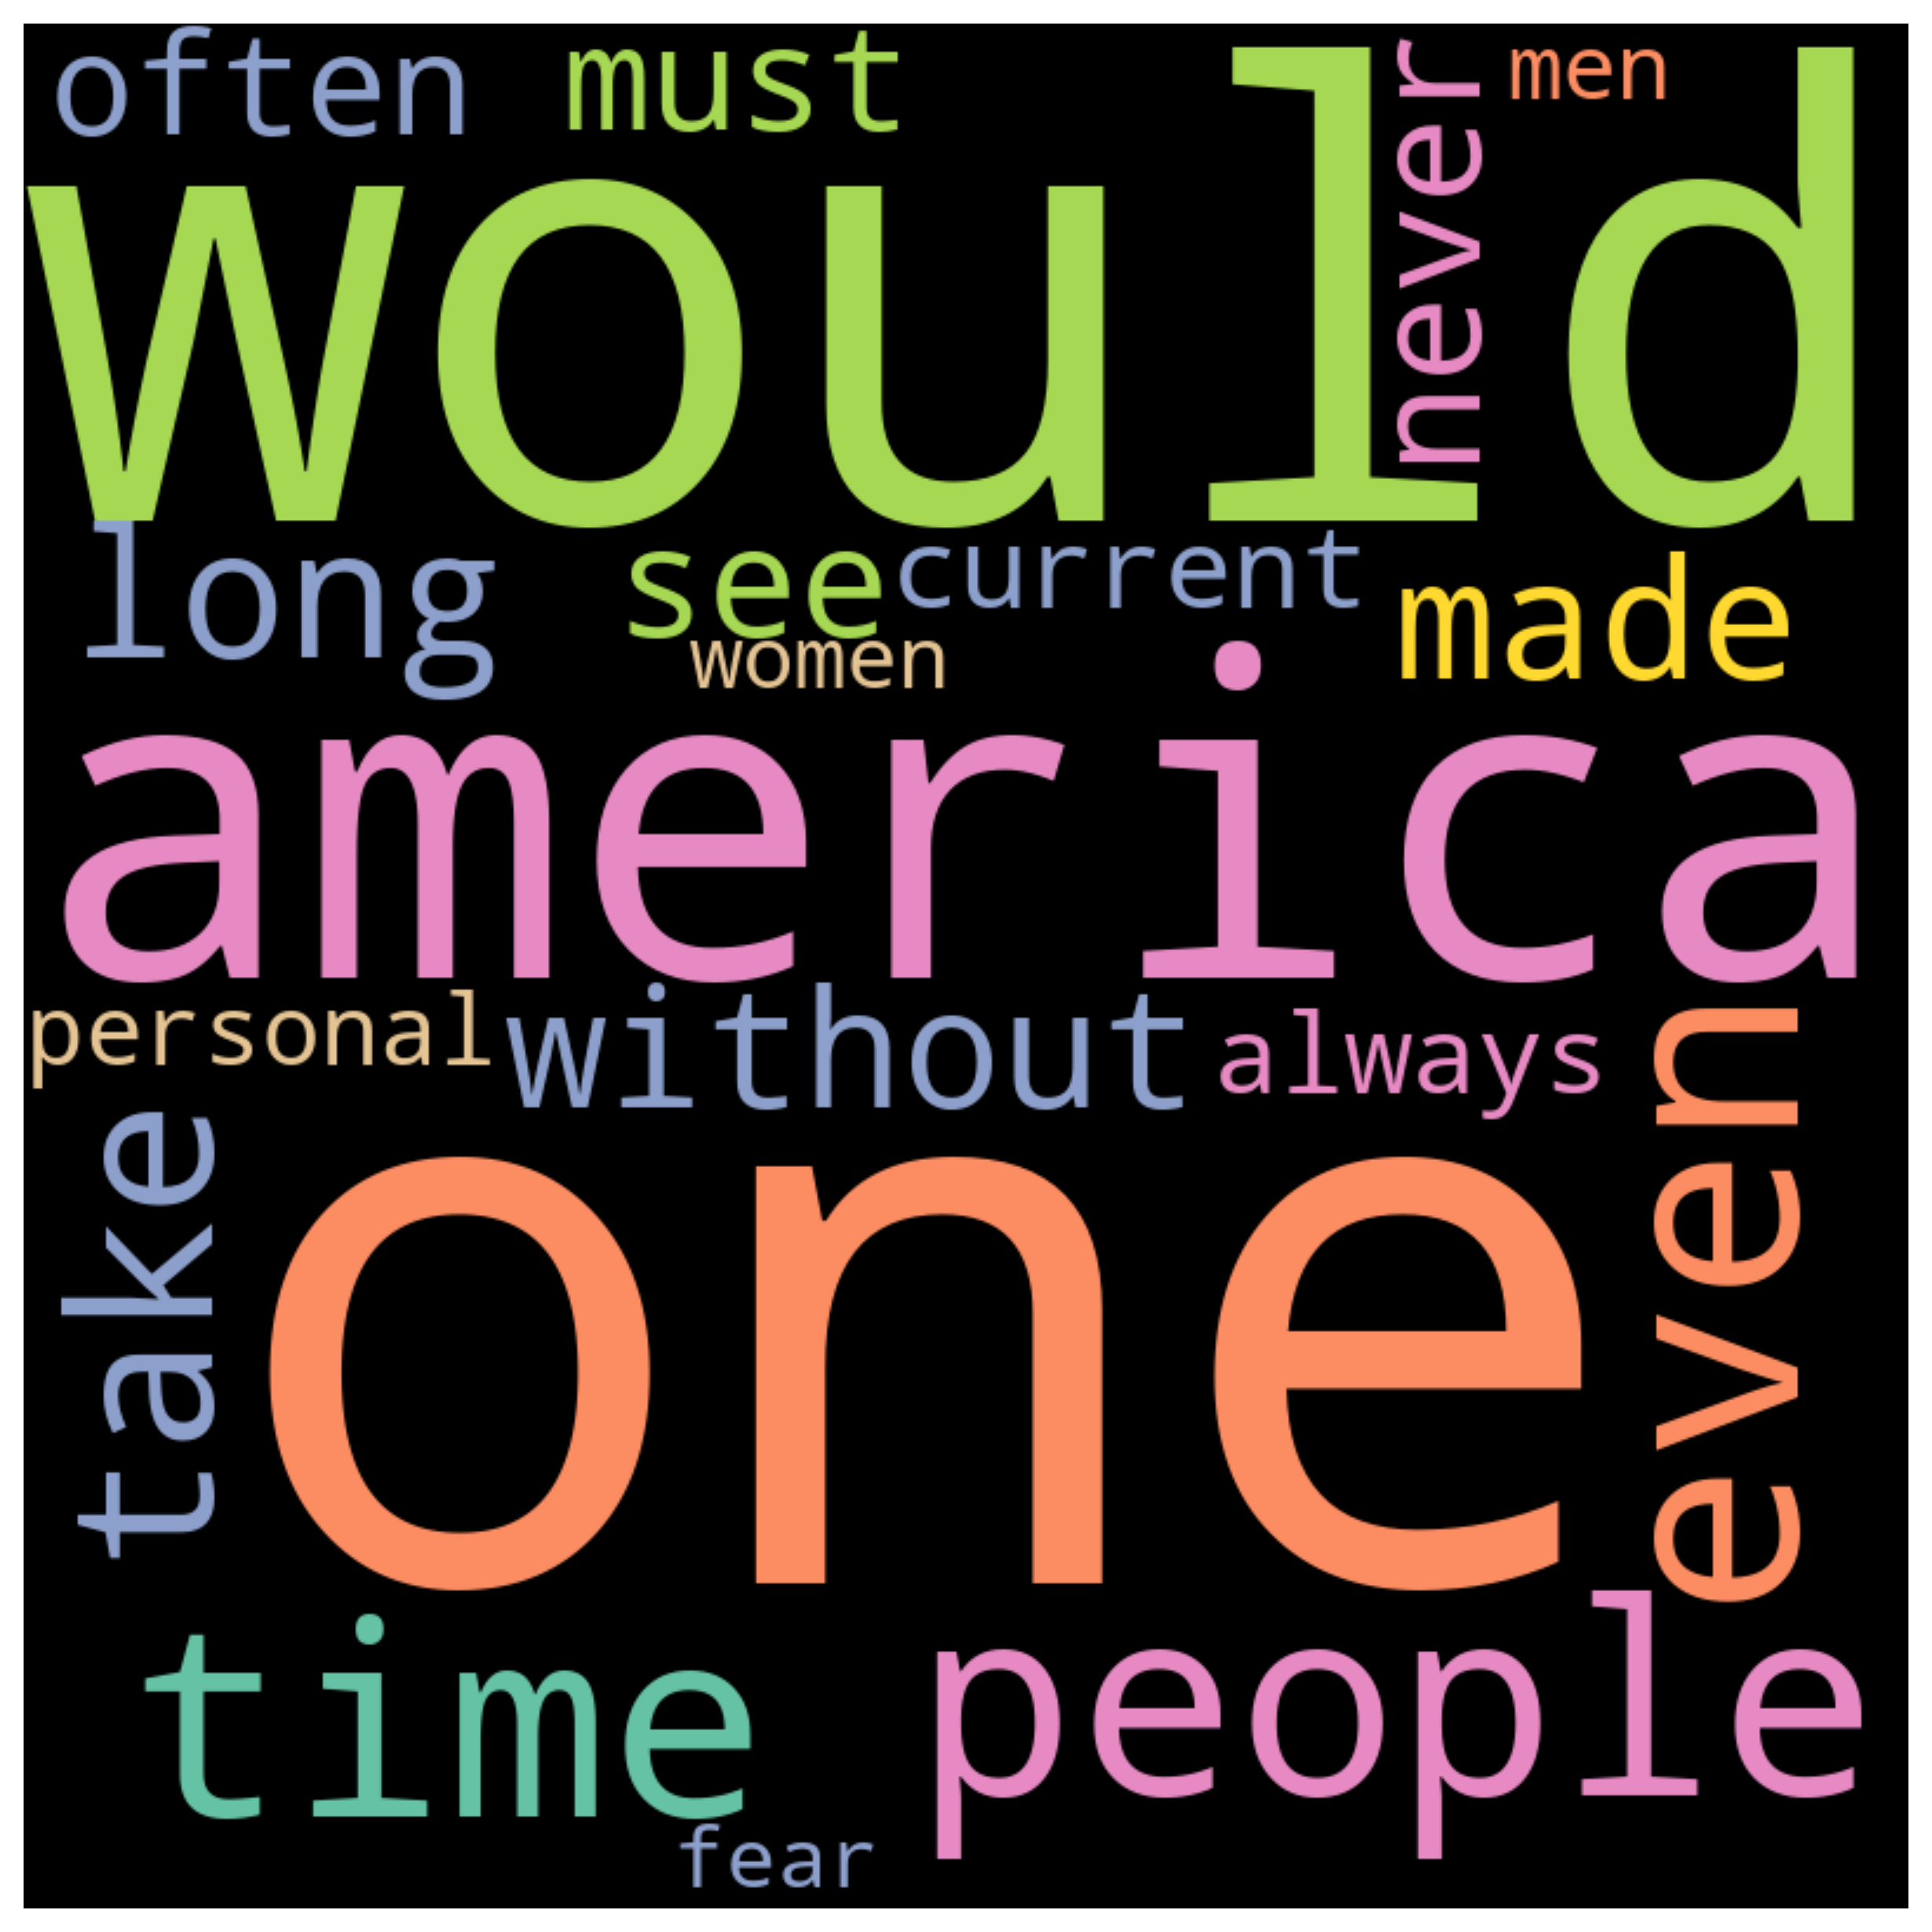 often must never men
would
long see current made
women
america
personal without always
take one even
time people
fear